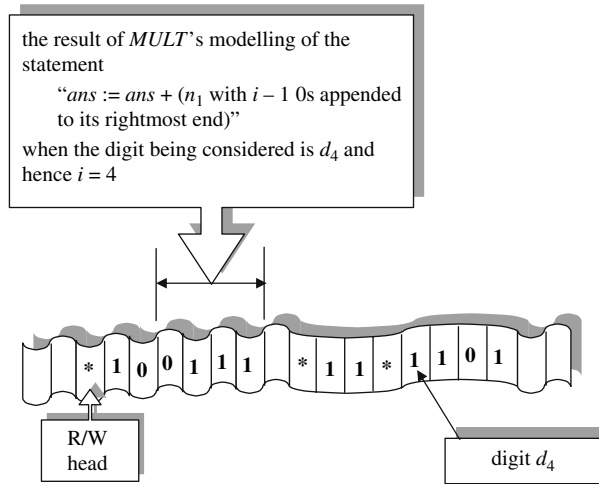 the result of MULT's modelling of the
statement
“ans := ans + (n₁ with i – 1 0s appended
to its rightmost end)”
when the digit being considered is d₄ and
hence i = 4
* 1 0 0 1 1 1 * 1 1 * 1 1 0 1
R/W
head
digit d₄